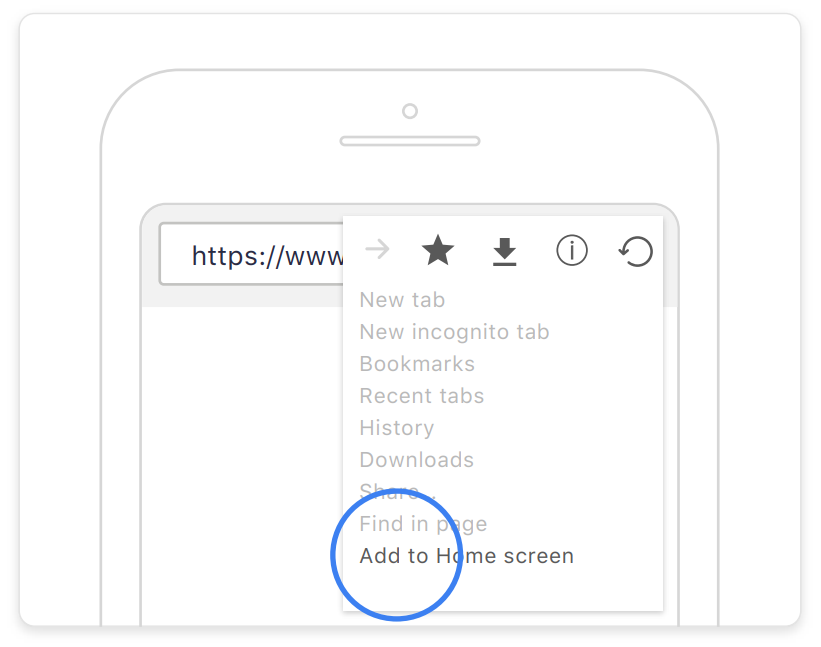 https://www
New tab
New incognito tab
Bookmarks
Recent tabs
History
Downloads
Share...
Find in page
Add to Home screen